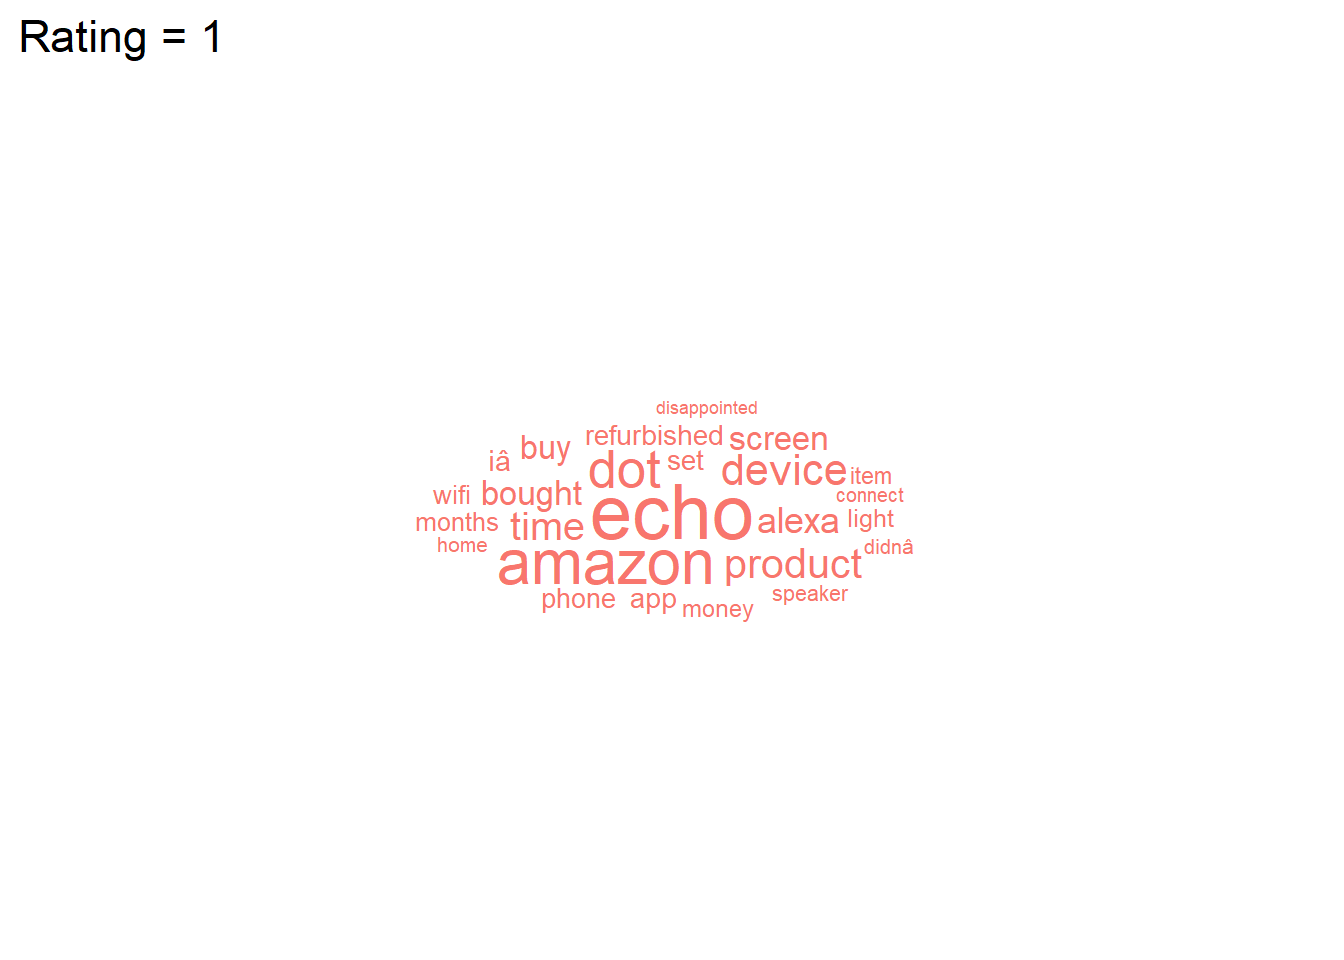 Rating = 1
disappointed
refurbished
screen
buy
iâ
dot
set
device
item
wifi
bought
echo
connect
months
time
alexa
light
home
didnâ
amazon
product
phone
app
money
speaker